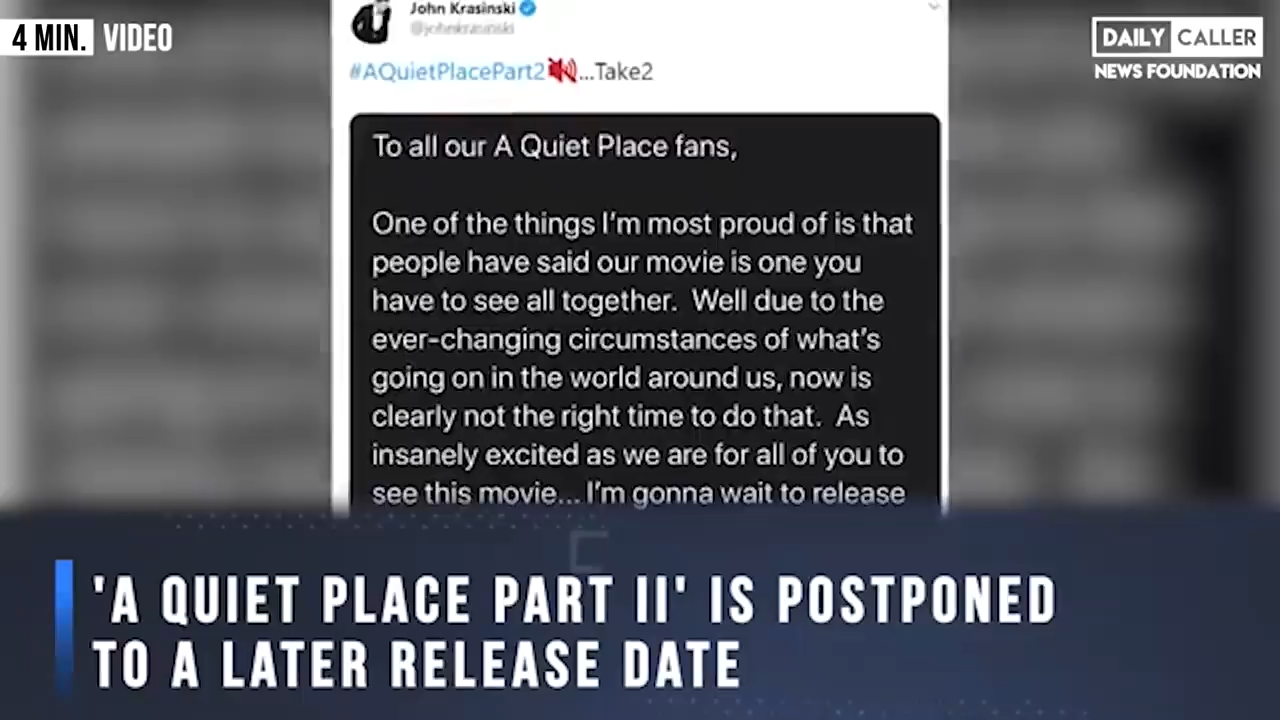 4 MIN. VIDEO
John Krasinski
@johnkrasinski
#AQuietPlacePart2🔇...Take2
DAILY CALLER
NEWS FOUNDATION
To all our A Quiet Place fans,
One of the things I'm most proud of is that
people have said our movie is one you
have to see all together.  Well due to the
ever-changing circumstances of what's
going on in the world around us, now is
clearly not the right time to do that.  As
insanely excited as we are for all of you to
see this movie... I'm gonna wait to release
'A QUIET PLACE PART II' IS POSTPONED
TO A LATER RELEASE DATE